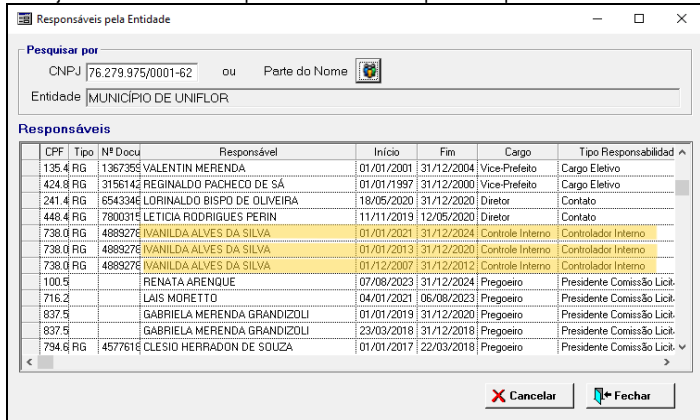 Responsáveis pela Entidade
Pesquisar por
CNPJ 76.279.975/0001-62 ou Parte do Nome
Entidade MUNICÍPIO DE UNIFLOR
Responsáveis
CPF Tipo Nº Docu Responsável Início Fim Cargo Tipo Responsabilidad
135.4 RG 1367359 VALENTIN MERENDA 01/01/2001 31/12/2004 Vice-Prefeito Cargo Eletivo
424.8 RG 3156142 REGINALDO PACHECO DE SÁ 01/01/1997 31/12/2000 Vice-Prefeito Cargo Eletivo
241.4 RG 6543346 LORINALDO BISPO DE OLIVEIRA 18/05/2020 31/12/2020 Diretor Contato
448.4 RG 7800315 LETICIA RODRIGUES PERIN 11/11/2019 12/05/2020 Diretor Contato
738.0 RG 4889278 IVANILDA ALVES DA SILVA 01/01/2021 31/12/2024 Controle Interno Controlador Interno
738.0 RG 4889278 IVANILDA ALVES DA SILVA 01/01/2013 31/12/2020 Controle Interno Controlador Interno
738.0 RG 4889278 IVANILDA ALVES DA SILVA 01/12/2007 31/12/2012 Controle Interno Controlador Interno
100.5 RENATA ARENQUE 07/08/2023 31/12/2024 Pregoeiro Presidente Comissão Licit
716.2 LAIS MORETTO 04/01/2021 06/08/2023 Pregoeiro Presidente Comissão Licit
837.5 GABRIELA MERENDA GRANDIZOLI 01/01/2019 31/12/2020 Pregoeiro Presidente Comissão Licit
837.5 GABRIELA MERENDA GRANDIZOLI 23/03/2018 31/12/2018 Pregoeiro Presidente Comissão Licit
794.6 RG 4577618 CLESIO HERRADON DE SOUZA 01/01/2017 22/03/2018 Pregoeiro Presidente Comissão Licit
Cancelar Fechar